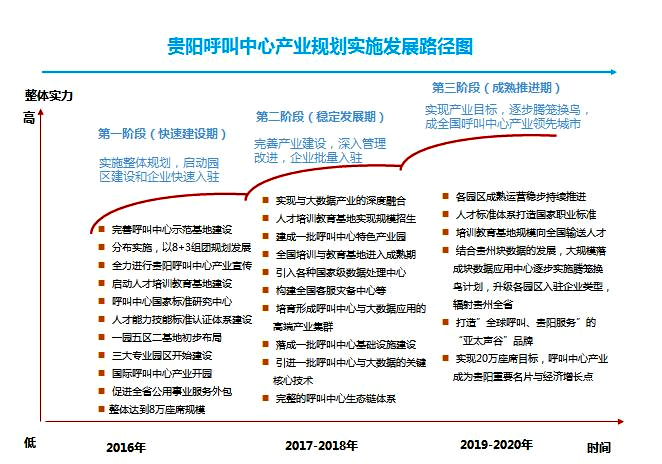 贵阳呼叫中心产业规划实施发展路径图
整体实力
高
第一阶段（快速建设期）
实施整体规划，启动园
区建设和企业快速入驻
完善呼叫中心示范基地建设
分布实施，以8+3组团规划发展
全力进行贵阳呼叫中心产业宣传
启动人才培训教育基地建设
呼叫中心国家标准研究中心
人才能力技能标准认证体系建设
一园五区二基地初步布局
三大专业园区开始建设
国际呼叫中心产业开园
促进全省公用事业服务外包
整体达到8万座席规模
第二阶段（稳定发展期）
完善产业建设，深入管理
改进，企业批量入驻
实现与大数据产业的深度融合
人才培训教育基地实现规模招生
建成一批呼叫中心特色产业园
全国培训与教育基地进入成熟期
引入各种国家级数据处理中心
构建全国客服灾备中心等
培育形成呼叫中心与大数据应用的
高端产业集群
落成一批呼叫中心基础设施建设
引进一批呼叫中心与大数据的关键
核心技术
完整的呼叫中心生态链体系
第三阶段（成熟推进期）
实现产业目标，逐步腾笼换鸟，
成全国呼叫中心产业领先城市
各园区成熟运营稳步持续推进
人才标准体系打造国家职业标准
培训教育基地规模向全国输送人才
结合贵州块数据的发展，大规模落
成块数据应用中心逐步实施腾笼换
鸟计划，升级各园区入驻企业类型，
辐射贵州全省
打造“全球呼叫、贵阳服务”的
“亚太声谷”品牌
实现20万座席目标，呼叫中心产业
成为贵阳重要名片与经济增长点
低
2016年
2017-2018年
2019-2020年
时间